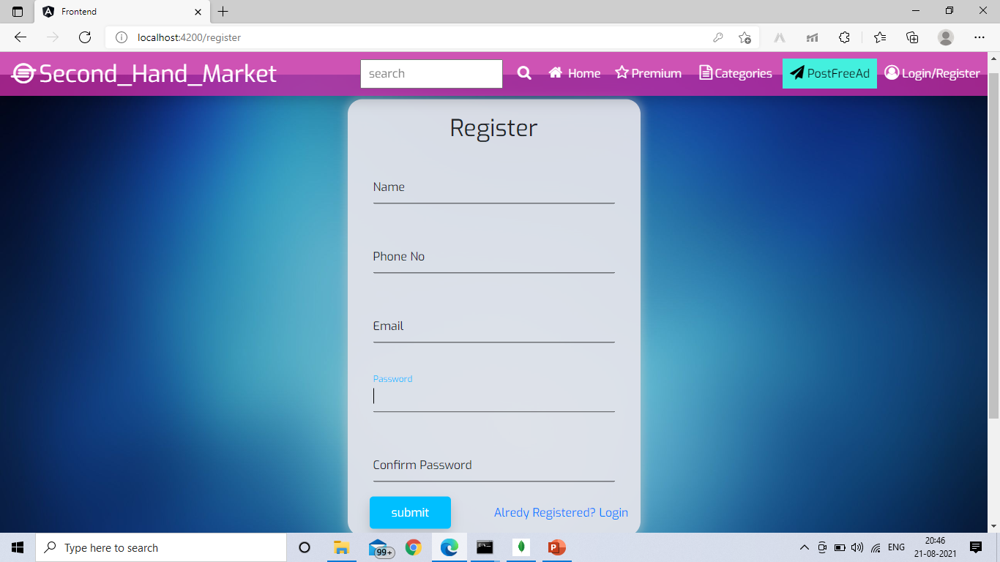 Frontend
localhost:4200/register
Second_Hand_Market
search
Home
Premium
Categories
PostFreeAd
Login/Register
Register
Name
Phone No
Email
Password
Confirm Password
submit
Alredy Registered? Login
Type here to search
99+
ENG
20:46
21-08-2021